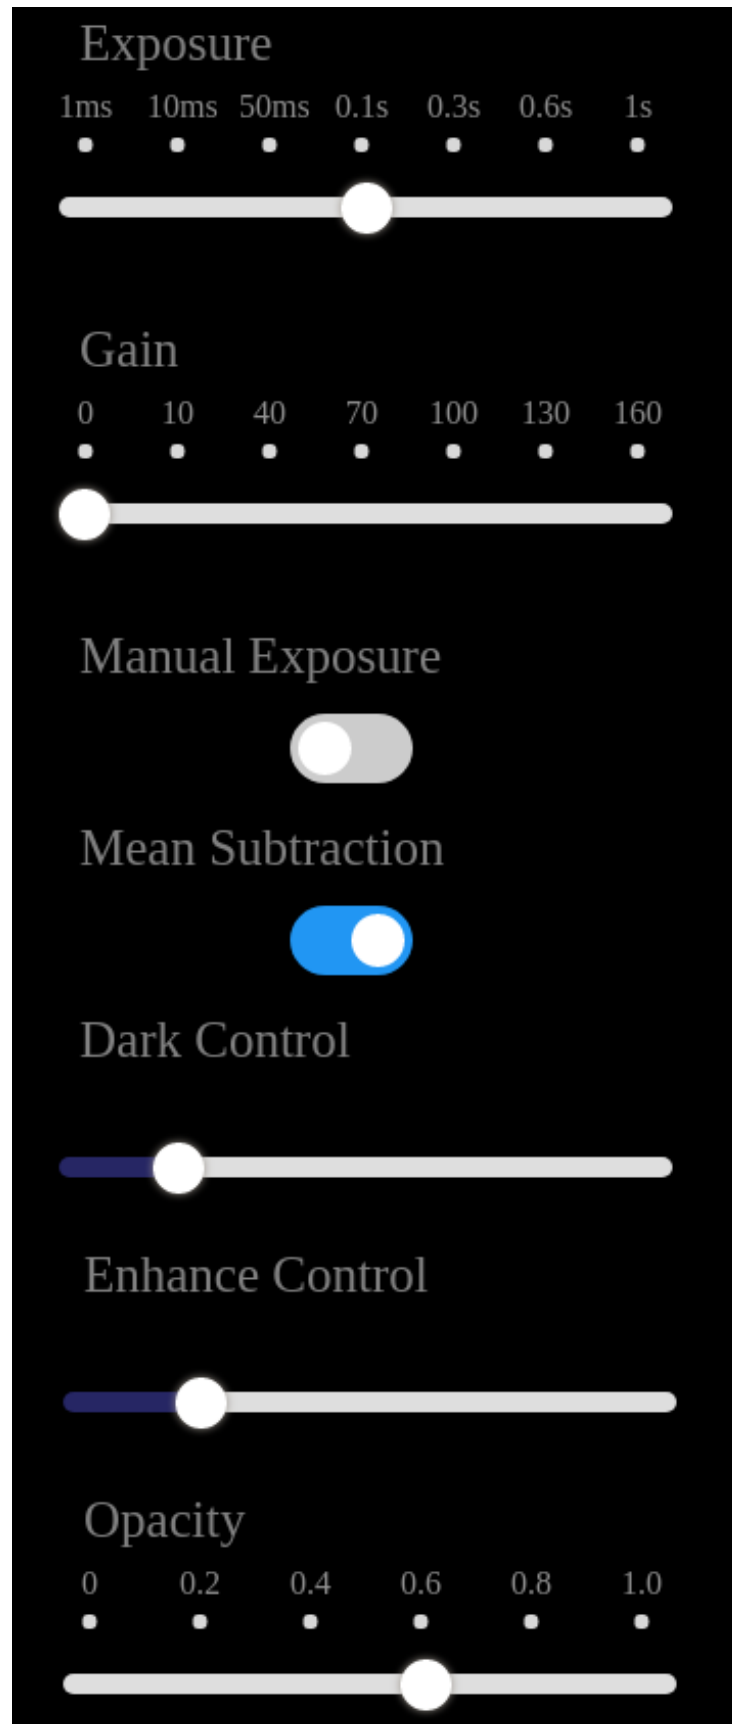 Exposure
1ms 10ms 50ms 0.1s 0.3s 0.6s 1s
Gain
0 10 40 70 100 130 160
Manual Exposure
Mean Subtraction
Dark Control
Enhance Control
Opacity
0 0.2 0.4 0.6 0.8 1.0